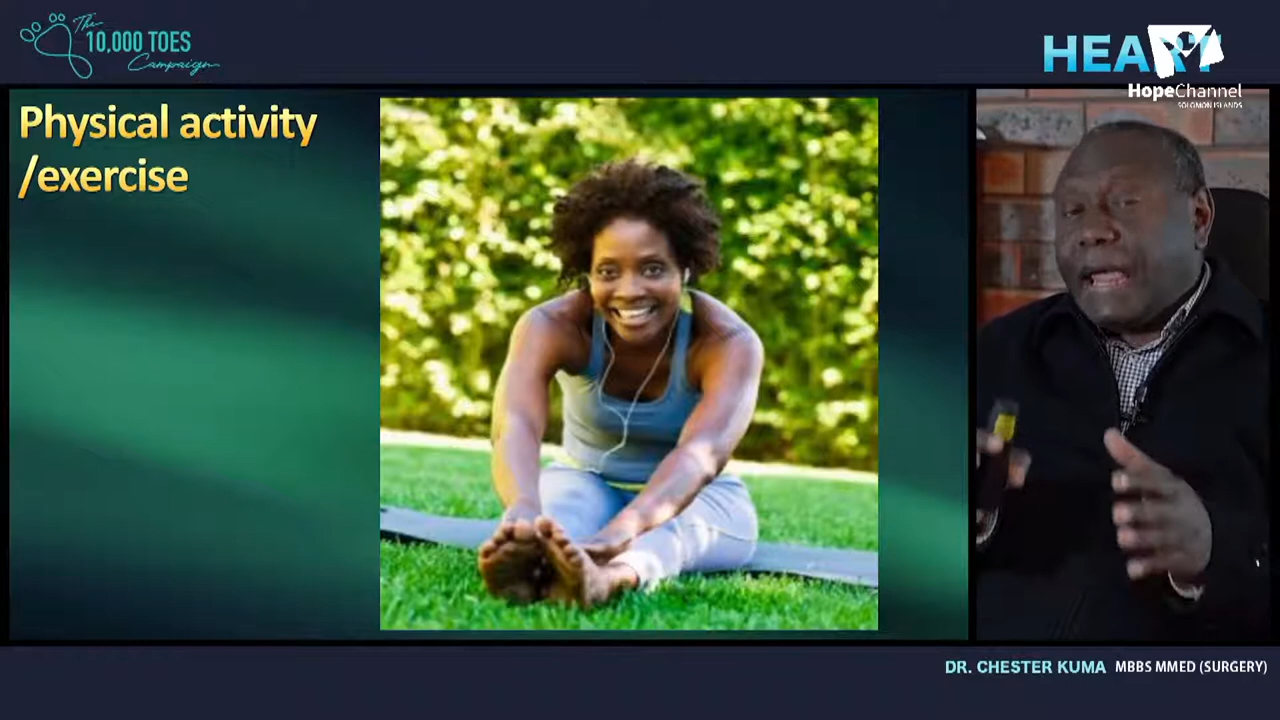 The
10,000 TOES
Campaign
HEART
HopeChannel
SOLOMON ISLANDS
Physical activity
/exercise
DR. CHESTER KUMA MBBS MMED (SURGERY)